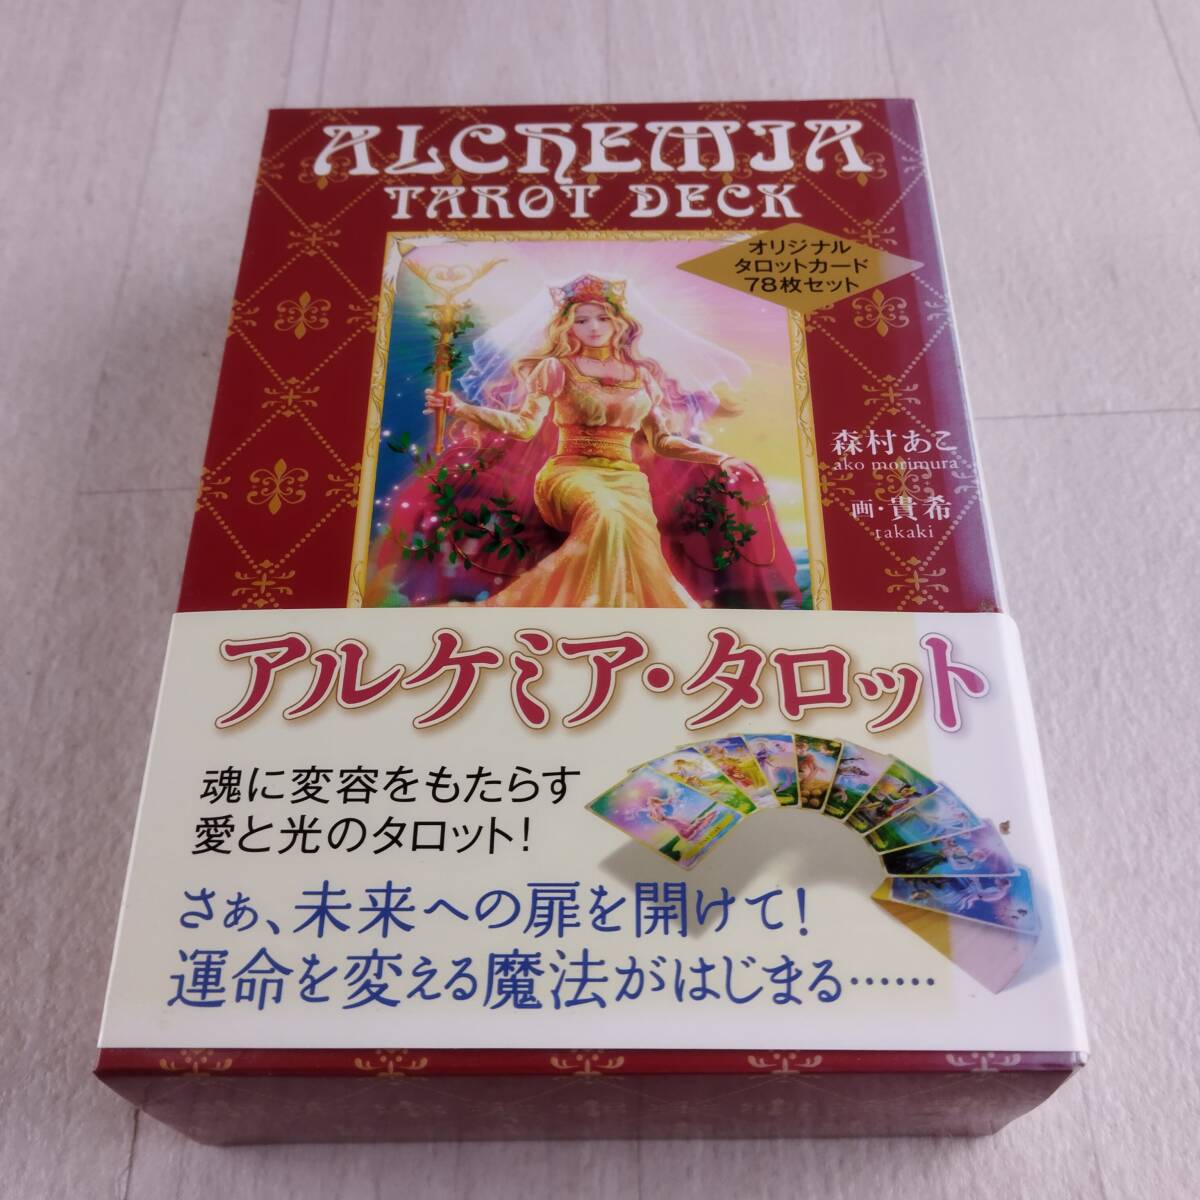 ALCHEMIA
TAROT DECK
オリジナル
タロットカード
78枚セット
森村あこ
ako morimura
画・貴希
takaki
アルケミア・タロット
魂に変容をもたらす
愛と光のタロット!
さぁ、未来への扉を開けて!
運命を変える魔法がはじまる……